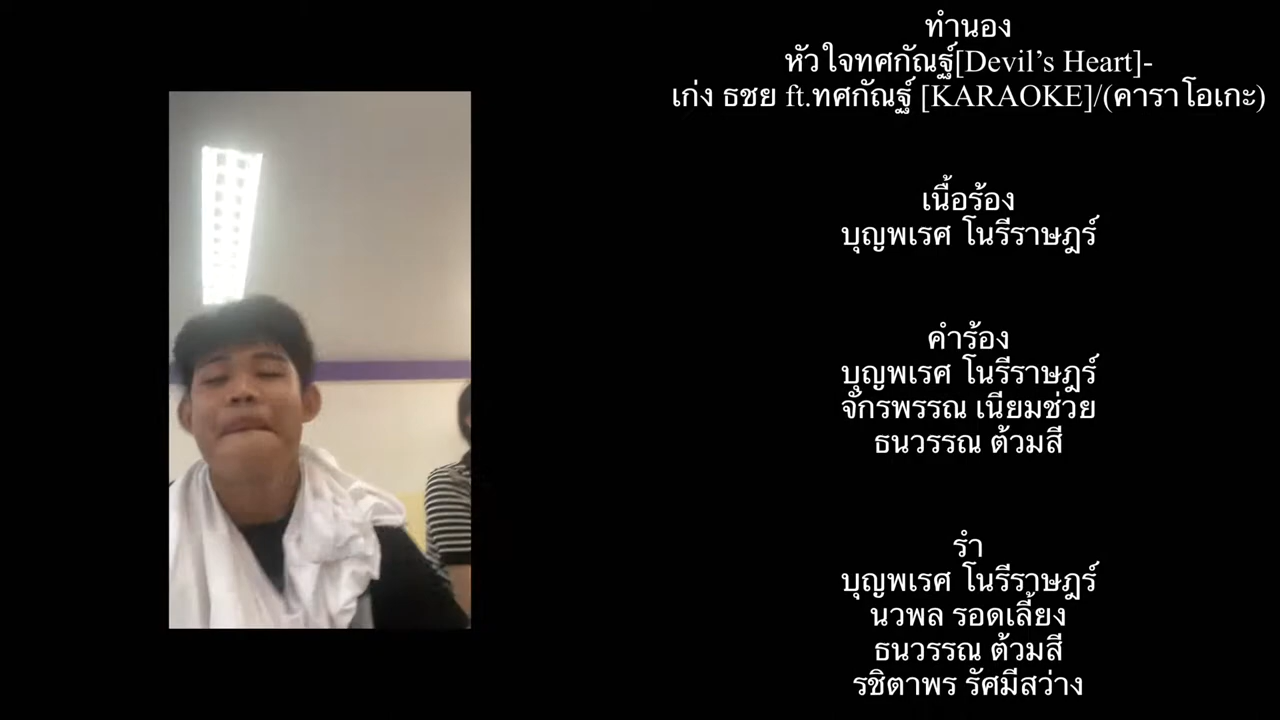 ทำนอง
หัวใจทศกัณฐ์[Devil’s Heart]-
เก่ง ธชย ft.ทศกัณฐ์ [KARAOKE]/(คาราโอเกะ)
เนื้อร้อง
บุญพเรศ โนรีราษฎร์
คำร้อง
บุญพเรศ โนรีราษฎร์
จักรพรรณ เนียมช่วย
ธนวรรณ ต้วมสี
รำ
บุญพเรศ โนรีราษฎร์
นวพล รอดเลี้ยง
ธนวรรณ ต้วมสี
รชิตาพร รัศมีสว่าง